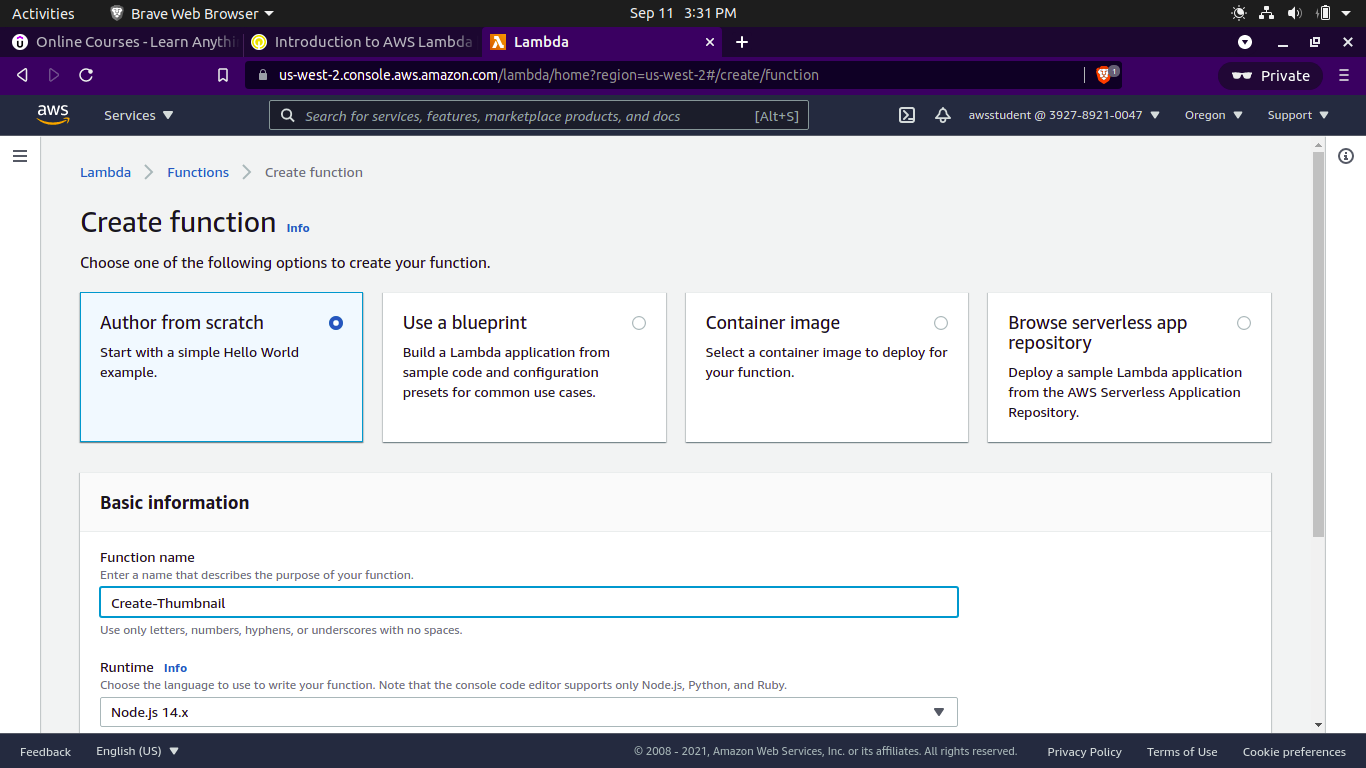 Activities Brave Web Browser Sep 11 3:31 PM
Online Courses - Learn Anythi Introduction to AWS Lambda Lambda
us-west-2.console.aws.amazon.com/lambda/home?region=us-west-2#/create/function 1 Private
aws Services Search for services, features, marketplace products, and docs [Alt+S] awsstudent @ 3927-8921-0047 Oregon Support
Lambda Functions Create function
Create function Info
Choose one of the following options to create your function.
Author from scratch
Start with a simple Hello World
example.
Use a blueprint
Build a Lambda application from
sample code and configuration
presets for common use cases.
Container image
Select a container image to deploy for
your function.
Browse serverless app
repository
Deploy a sample Lambda application
from the AWS Serverless Application
Repository.
Basic information
Function name
Enter a name that describes the purpose of your function.
Create-Thumbnail
Use only letters, numbers, hyphens, or underscores with no spaces.
Runtime Info
Choose the language to use to write your function. Note that the console code editor supports only Node.js, Python, and Ruby.
Node.js 14.x
Feedback English (US) © 2008 - 2021, Amazon Web Services, Inc. or its affiliates. All rights reserved. Privacy Policy Terms of Use Cookie preferences